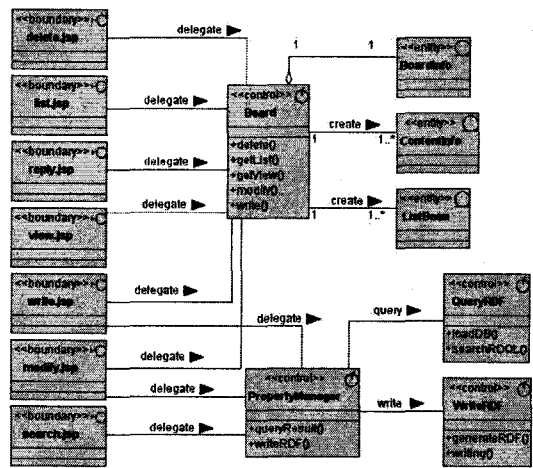 <<boundary>>
delete.jsp
delegate
<<boundary>>
list.jsp
delegate
<<boundary>>
reply.jsp
delegate
<<boundary>>
view.jsp
delegate
<<boundary>>
write.jsp
delegate
delegate
<<boundary>>
modify.jsp
delegate
delegate
<<boundary>>
search.jsp
delegate
<<control>>
Board
+delete()
+getList()
+getView()
+modify()
+write()
1 1
<<entity>>
BoardInfo
create
1 1..*
<<entity>>
ContentInfo
create
1 1..*
<<entity>>
ListBean
<<control>>
PropertyManager
+queryResult()
+writeRDF()
query
<<control>>
QueryRDF
+loadDB()
+searchRDQL()
write
<<control>>
WriteRDF
+generateRDF()
+writing()